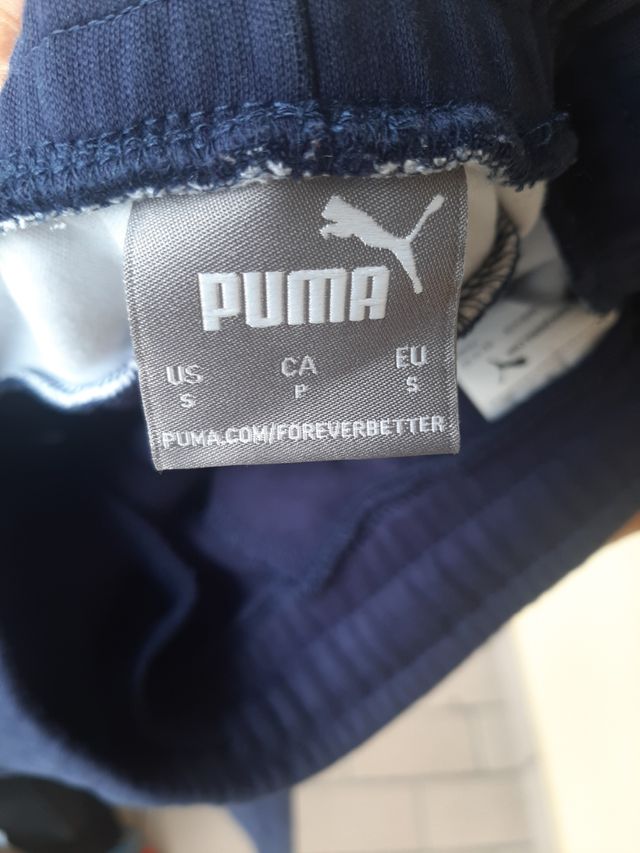 PUMA
US CA EU
S P S
PUMA.COM/FOREVERBETTER